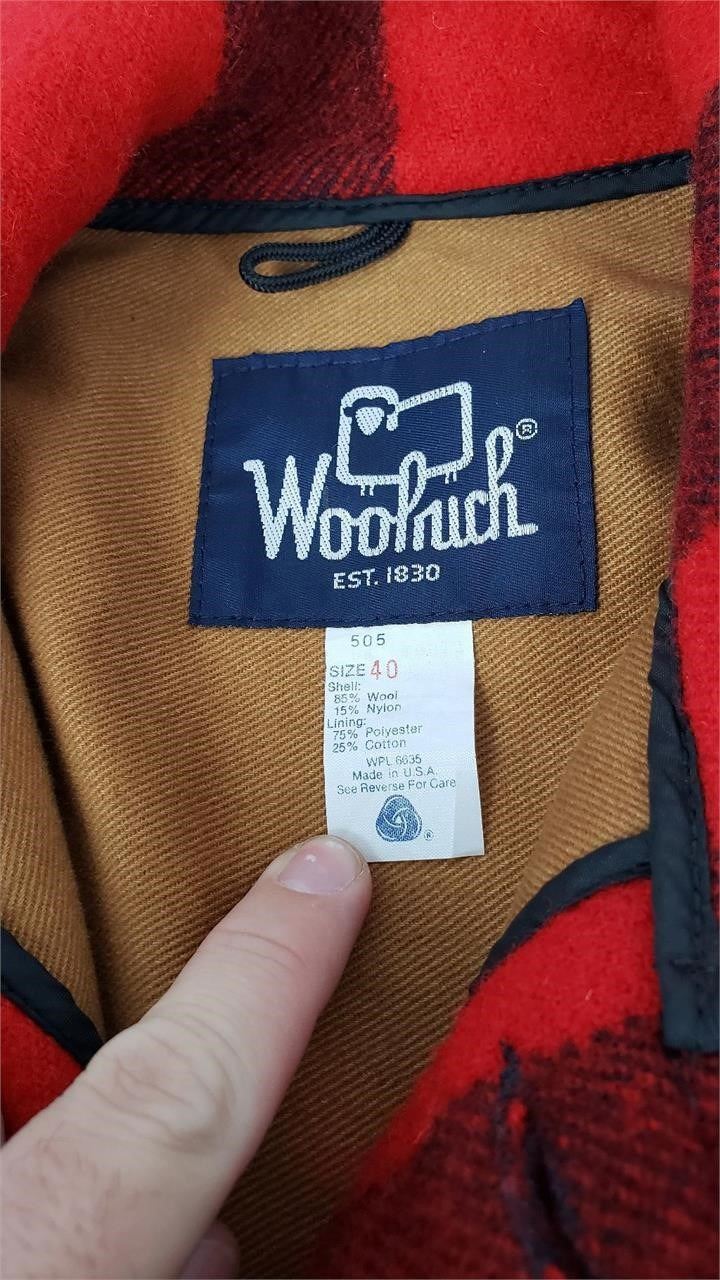 Woolrich ®
EST. 1830
505
SIZE 40
Shell:
85% Wool
15% Nylon
Lining:
75% Polyester
25% Cotton
WPL 6635
Made in U.S.A.
See Reverse For Care
®